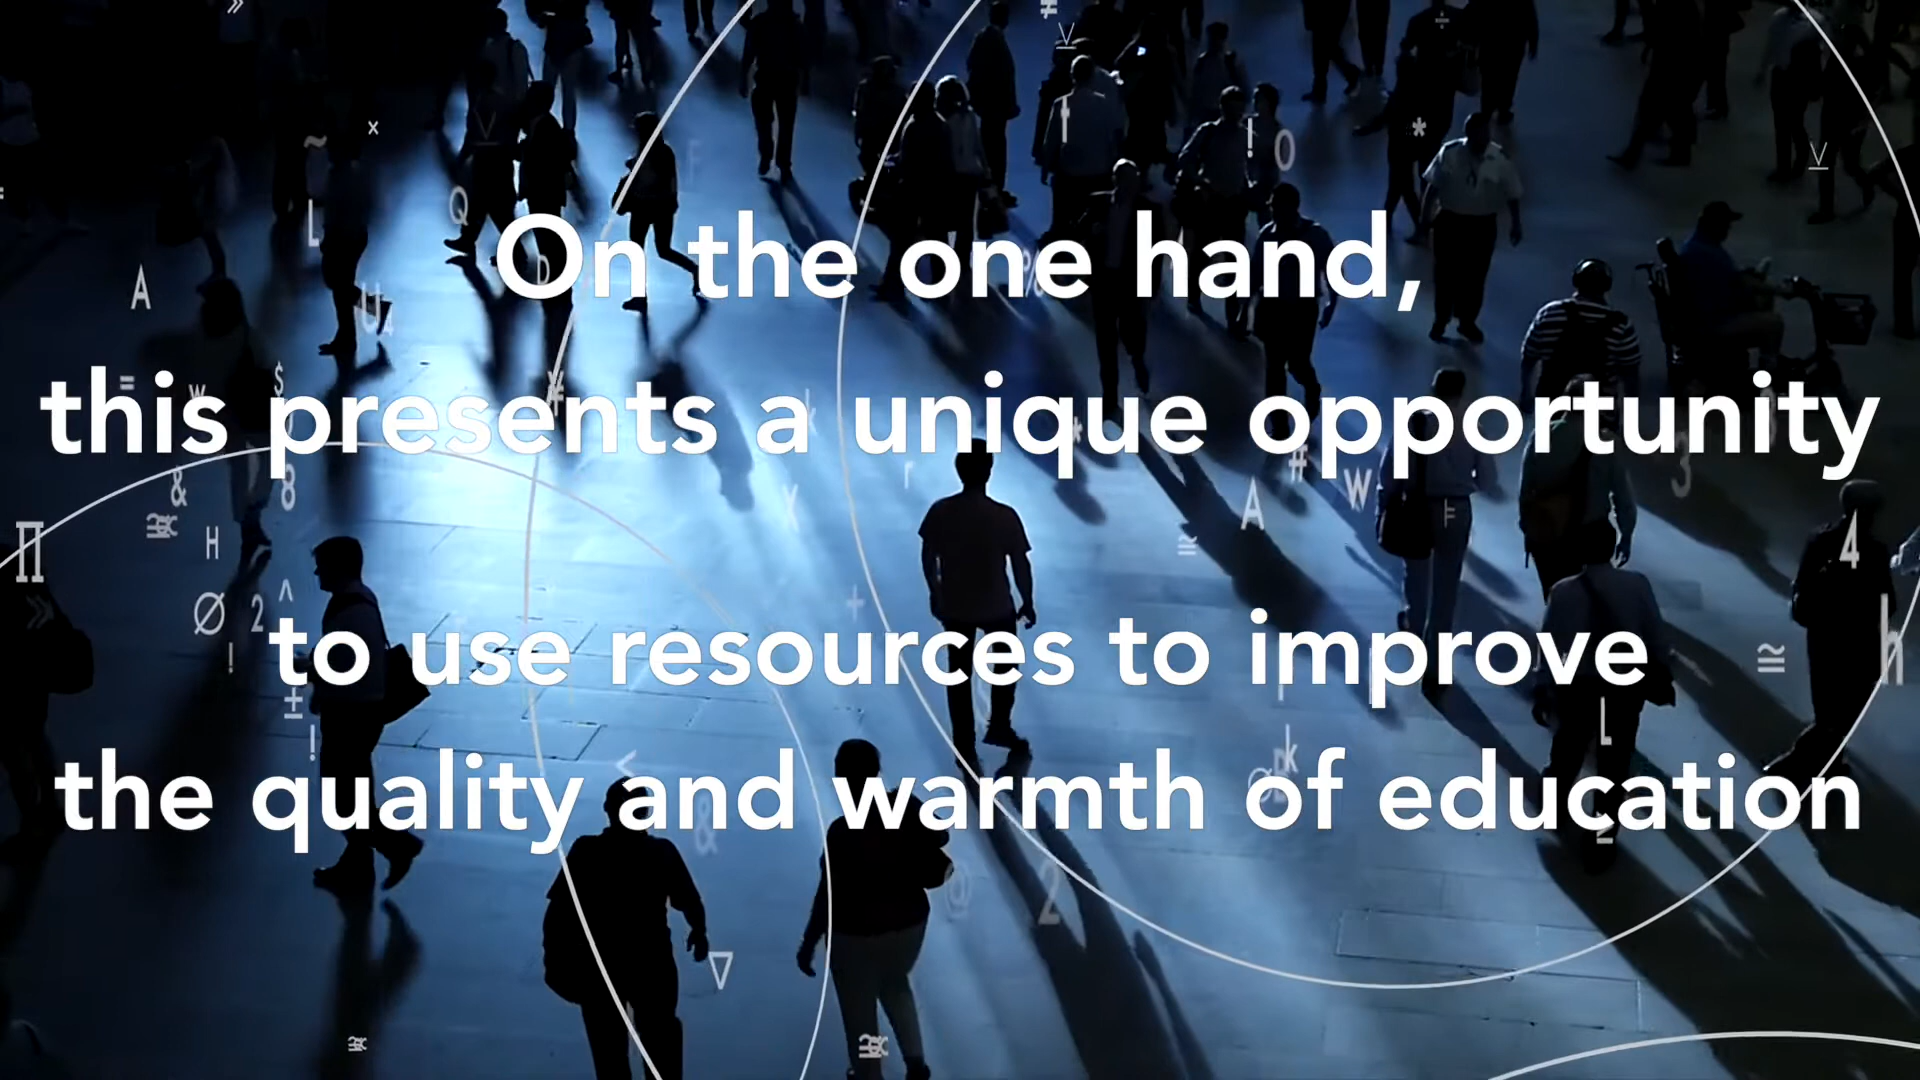 On the one hand,
this presents a unique opportunity
to use resources to improve
the quality and warmth of education